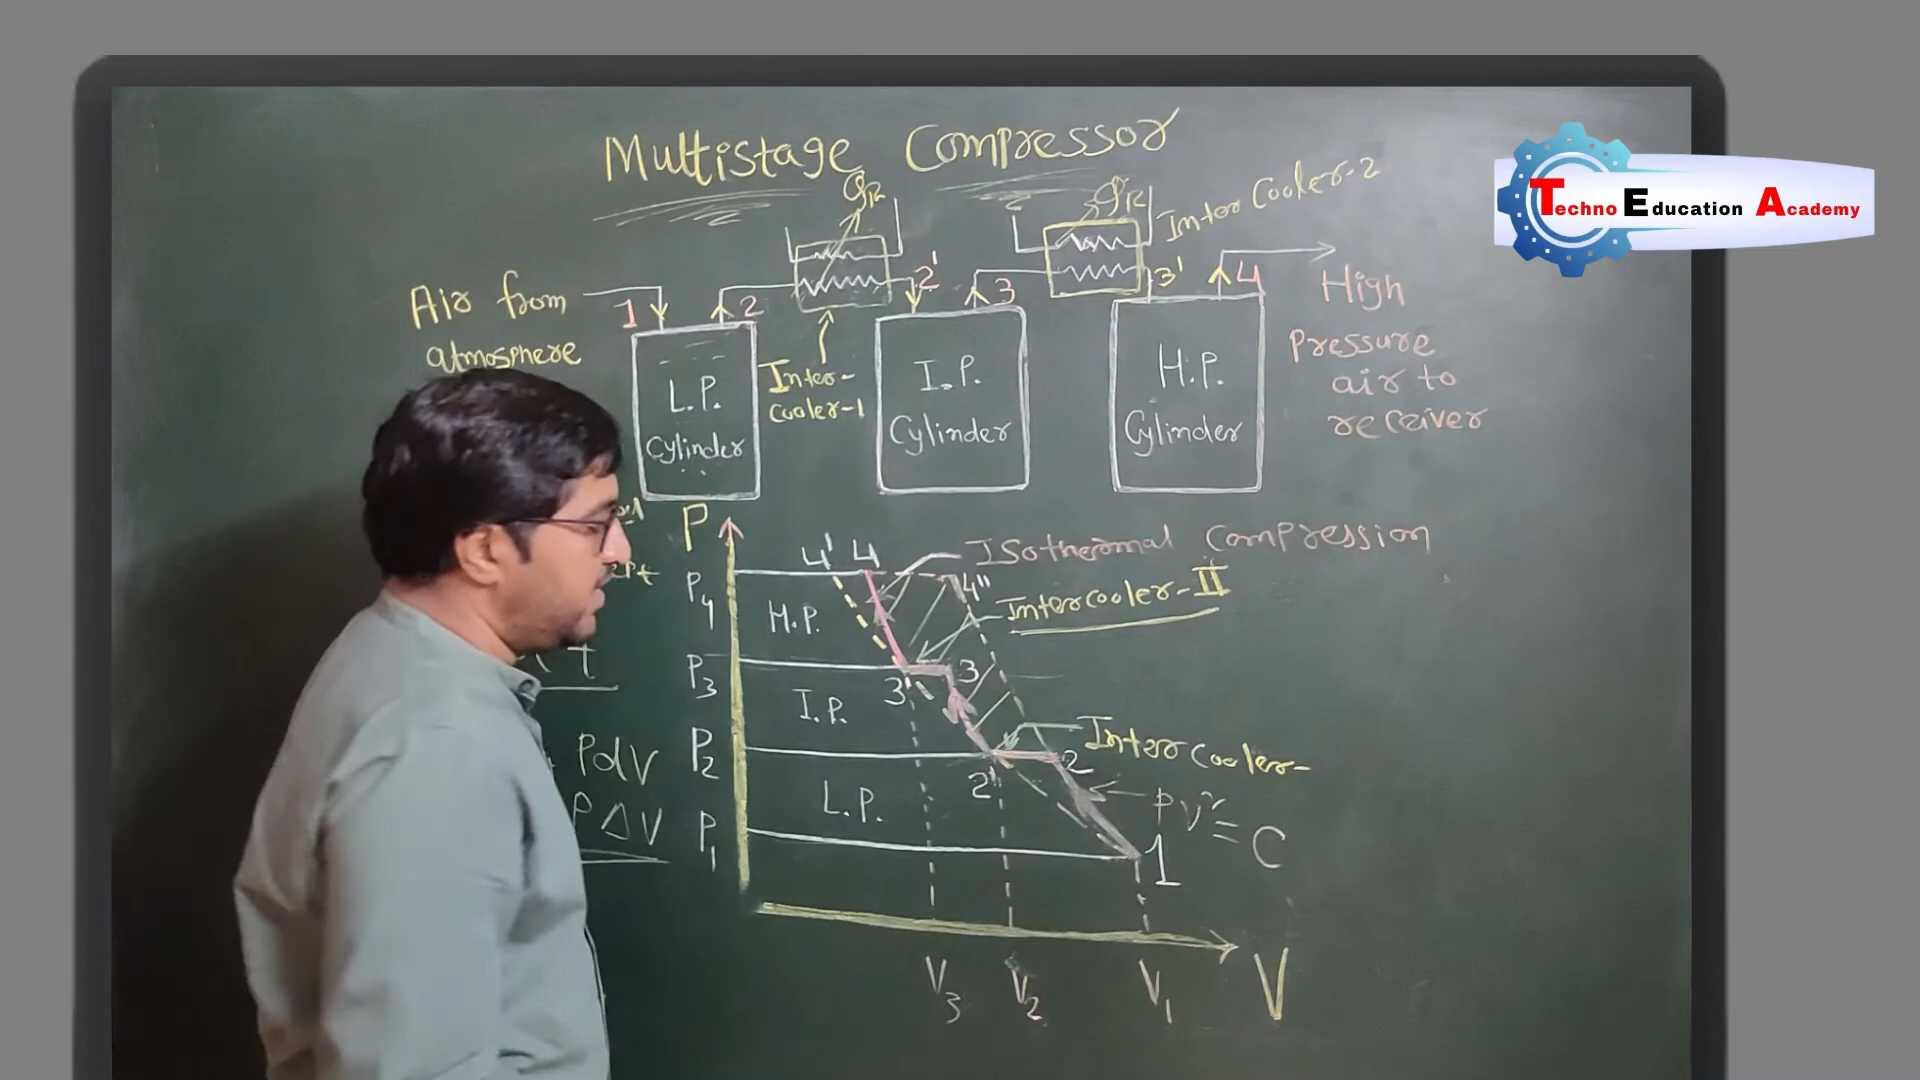 Multistage Compressor
Techno Education Academy
QR
QR
Inter Cooler-2
Air from
atmosphere
1
2
2'
3
3'
4
High
Pressure
air to
receiver
L.P.
Cylinder
Inter-
cooler-1
I.P.
Cylinder
H.P.
Cylinder
P
4'
4
4"
Isothermal Compression
Intercooler-II
P4
H.P.
P3
3'
3
I.P.
PdV
P2
2'
2
Inter Cooler-
PΔV
L.P.
PVⁿ = C
P1
1
V3
V2
V1
V